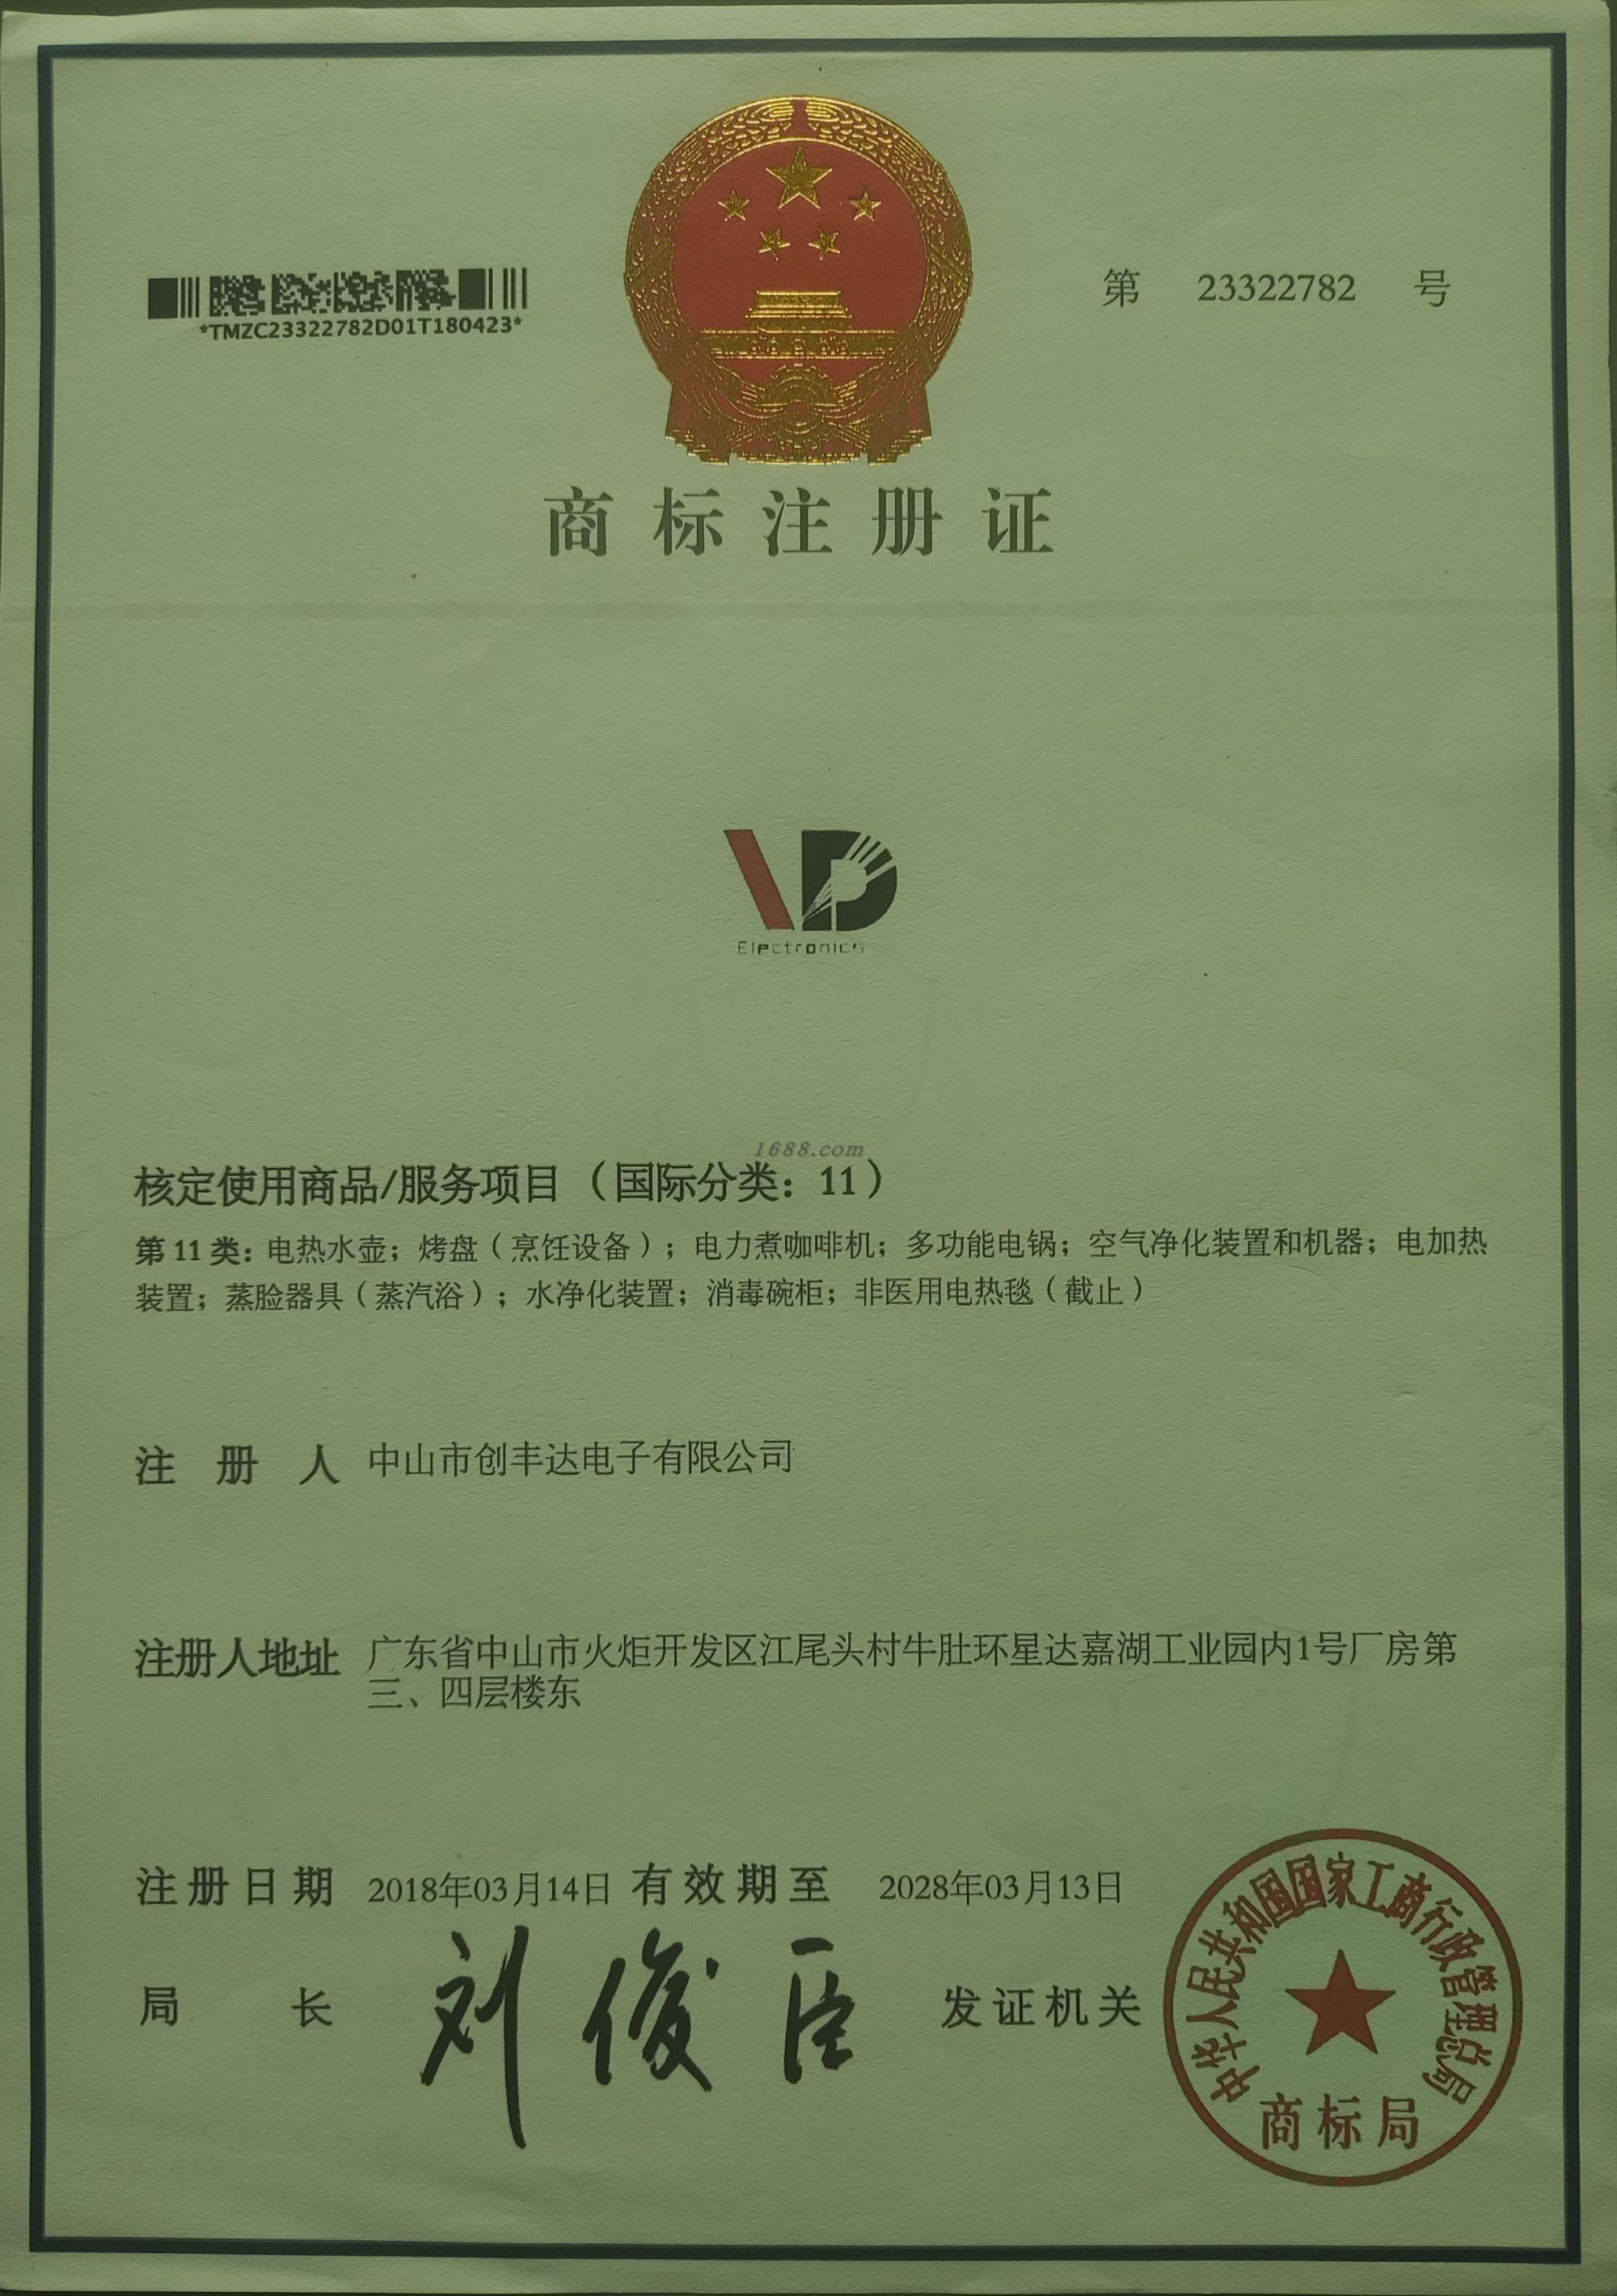 *TMZC23322782D01T180423*
第 23322782 号
商标注册证
VD
Electronics
1688.com
核定使用商品/服务项目（国际分类：11）
第 11 类：电热水壶；烤盘（烹饪设备）；电力煮咖啡机；多功能电锅；空气净化装置和机器；电加热
装置；蒸脸器具（蒸汽浴）；水净化装置；消毒碗柜；非医用电热毯（截止）
注册人 中山市创丰达电子有限公司
注册人地址 广东省中山市火炬开发区江尾头村牛肚环星达嘉湖工业园内1号厂房第
三、四层楼东
注册日期 2018年03月14日 有效期至 2028年03月13日
局长 刘俊臣 发证机关
中华人民共和国国家工商行政管理总局
商标局